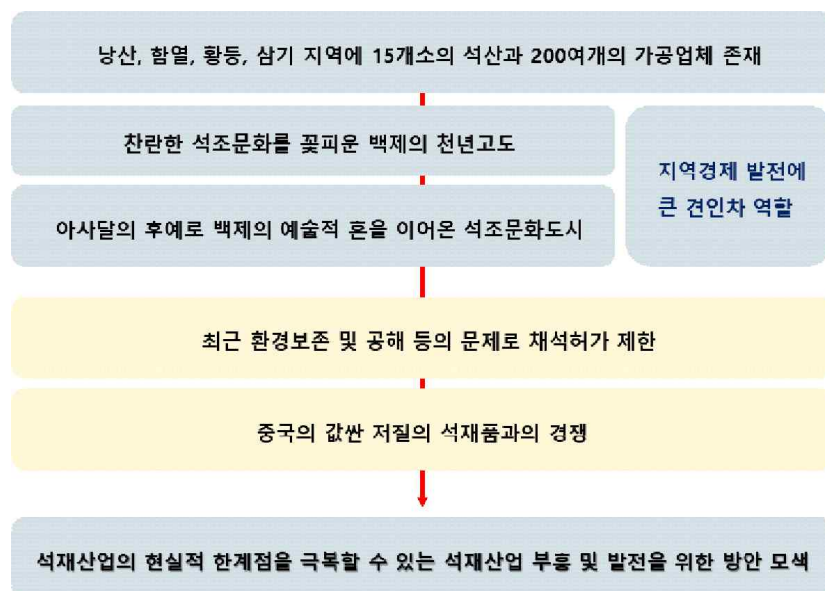 낭산, 함열, 황등, 삼기 지역에 15개소의 석산과 200여개의 가공업체 존재
찬란한 석조문화를 꽃피운 백제의 천년고도
아사달의 후예로 백제의 예술적 혼을 이어온 석조문화도시
지역경제 발전에
큰 견인차 역할
최근 환경보존 및 공해 등의 문제로 채석허가 제한
중국의 값싼 저질의 석재품과의 경쟁
석재산업의 현실적 한계점을 극복할 수 있는 석재산업 부흥 및 발전을 위한 방안 모색